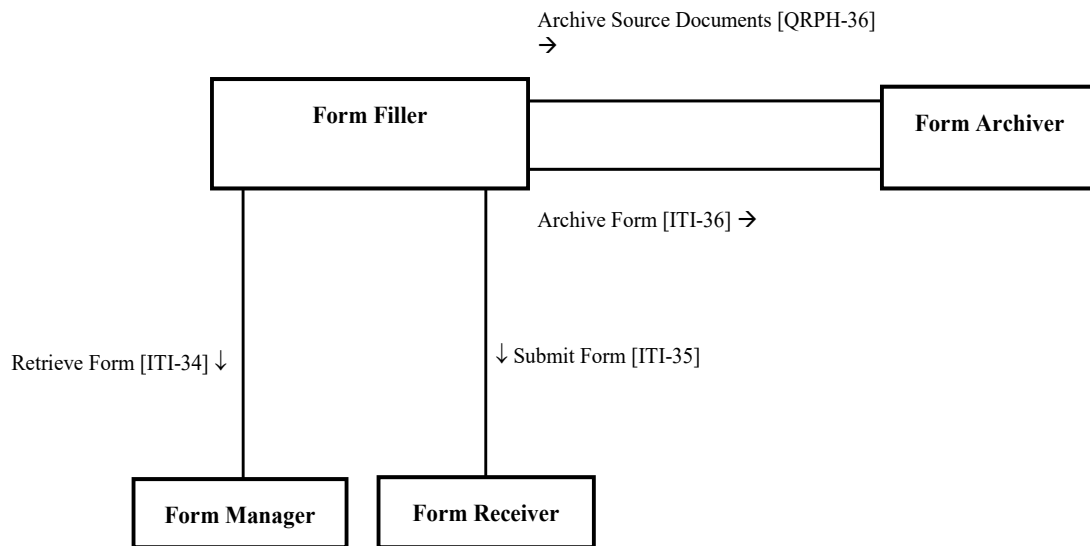 Archive Source Documents [QRPH-36]
→
Form Filler
Form Archiver
Archive Form [ITI-36] →
Retrieve Form [ITI-34] ↓
↓ Submit Form [ITI-35]
Form Manager
Form Receiver